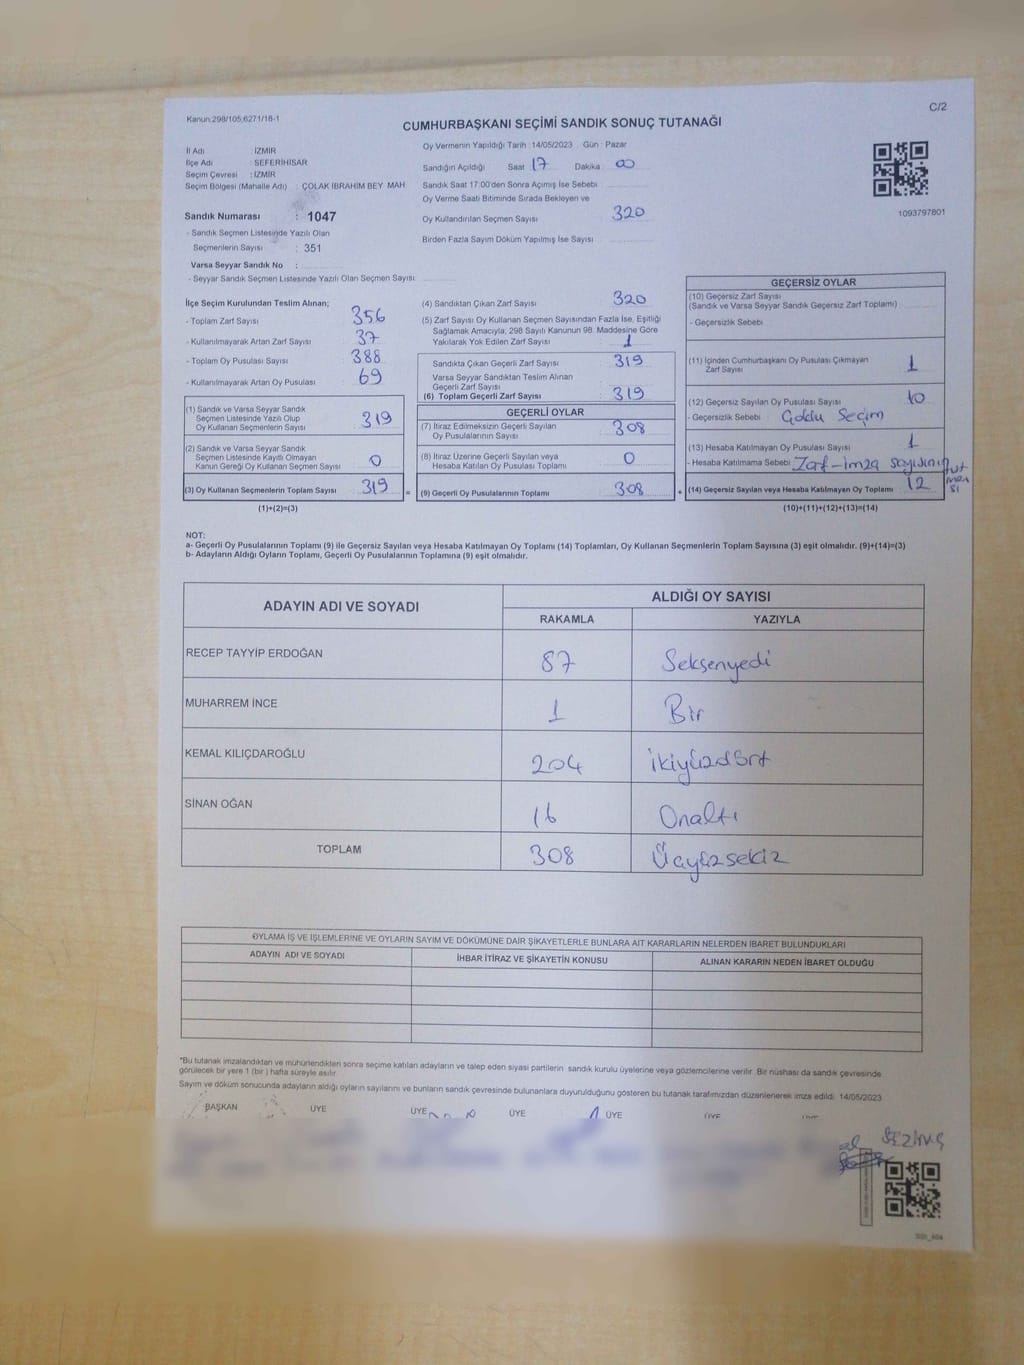 Kanun:298/105;6271/18-1
C/2
CUMHURBAŞKANI SEÇİMİ SANDIK SONUÇ TUTANAĞI
İl Adı : İZMİR
İlçe Adı : SEFERİHİSAR
Seçim Çevresi : İZMİR
Seçim Bölgesi (Mahalle Adı) : ÇOLAK İBRAHİM BEY MAH
Sandık Numarası : 1047
- Sandık Seçmen Listesinde Yazılı Olan
Seçmenlerin Sayısı : 351
Varsa Seyyar Sandık No :
- Seyyar Sandık Seçmen Listesinde Yazılı Olan Seçmen Sayısı:
Oy Vermenin Yapıldığı Tarih : 14/05/2023 Gün : Pazar
Sandığın Açıldığı Saat 17 Dakika 00
Sandık Saat 17:00'den Sonra Açımış İse Sebebi
Oy Verme Saati Bitiminde Sırada Bekleyen ve
Oy Kullandırılan Seçmen Sayısı 320
Birden Fazla Sayım Döküm Yapılmış İse Sayısı
1093797801
İlçe Seçim Kurulundan Teslim Alınan;
- Toplam Zarf Sayısı 356
- Kullanılmayarak Artan Zarf Sayısı 37
- Toplam Oy Pusulası Sayısı 388
- Kullanılmayarak Artan Oy Pusulası 69
(1) Sandık ve Varsa Seyyar Sandık
Seçmen Listesinde Yazılı Olup
Oy Kullanan Seçmenlerin Sayısı 319
(2) Sandık ve Varsa Seyyar Sandık
Seçmen Listesinde Kayıtlı Olmayan
Kanun Gereği Oy Kullanan Seçmen Sayısı 0
(3) Oy Kullanan Seçmenlerin Toplam Sayısı 319 =
(1)+(2)=(3)
(4) Sandıktan Çıkan Zarf Sayısı 320
(5) Zarf Sayısı Oy Kullanan Seçmen Sayısından Fazla İse, Eşitliği
Sağlamak Amacıyla, 298 Sayılı Kanunun 98. Maddesine Göre
Yakılarak Yok Edilen Zarf Sayısı 1
Sandıkta Çıkan Geçerli Zarf Sayısı 319
Varsa Seyyar Sandıktan Teslim Alınan
Geçerli Zarf Sayısı
(6) Toplam Geçerli Zarf Sayısı 319
GEÇERLİ OYLAR
(7) İtiraz Edilmeksizin Geçerli Sayılan
Oy Pusulalarının Sayısı 308
(8) İtiraz Üzerine Geçerli Sayılan veya
Hesaba Katılan Oy Pusulası Toplamı 0
(9) Geçerli Oy Pusulalarının Toplamı 308 +
GEÇERSİZ OYLAR
(10) Geçersiz Zarf Sayısı
(Sandık ve Varsa Seyyar Sandık Geçersiz Zarf Toplamı)
- Geçersizlik Sebebi
(11) İçinden Cumhurbaşkanı Oy Pusulası Çıkmayan
Zarf Sayısı 1
(12) Geçersiz Sayılan Oy Pusulası Sayısı 10
- Geçersizlik Sebebi : Çoklu Seçim
(13) Hesaba Katılmayan Oy Pusulası Sayısı 1
- Hesaba Katılmama Sebebi Zarf-imza sayısının tut
maması
(14) Geçersiz Sayılan veya Hesaba Katılmayan Oy Toplamı 12
(10)+(11)+(12)+(13)=(14)
NOT:
a- Geçerli Oy Pusulalarının Toplamı (9) ile Geçersiz Sayılan veya Hesaba Katılmayan Oy Toplamı (14) Toplamları, Oy Kullanan Seçmenlerin Toplam Sayısına (3) eşit olmalıdır. (9)+(14)=(3)
b- Adayların Aldığı Oyların Toplamı, Geçerli Oy Pusulalarının Toplamına (9) eşit olmalıdır.
ADAYIN ADI VE SOYADI
ALDIĞI OY SAYISI
RAKAMLA YAZIYLA
RECEP TAYYİP ERDOĞAN 87 Seksenyedi
MUHARREM İNCE 1 Bir
KEMAL KILIÇDAROĞLU 204 ikiyüzdört
SİNAN OĞAN 16 Onaltı
TOPLAM 308 Üçyüzsekiz
OYLAMA İŞ VE İŞLEMLERİNE VE OYLARIN SAYIM VE DÖKÜMÜNE DAİR ŞİKAYETLERLE BUNLARA AİT KARARLARIN NELERDEN İBARET BULUNDUKLARI
ADAYIN ADI VE SOYADI İHBAR İTİRAZ VE ŞİKAYETİN KONUSU ALINAN KARARIN NEDEN İBARET OLDUĞU
*Bu tutanak imzalandıktan ve mühürlendikten sonra seçime katılan adayların ve talep eden siyasi partilerin sandık kurulu üyelerine veya gözlemcilerine verilir. Bir nüshası da sandık çevresinde
görülecek bir yere 1 (bir ) hafta süreyle asılır.
Sayım ve döküm sonucunda adayların aldığı oyların sayılarını ve bunların sandık çevresinde bulunanlara duyurulduğunu gösteren bu tutanak tarafımızdan düzenlenerek imza edildi. 14/05/2023
BAŞKAN ÜYE ÜYE ÜYE ÜYE ÜYE